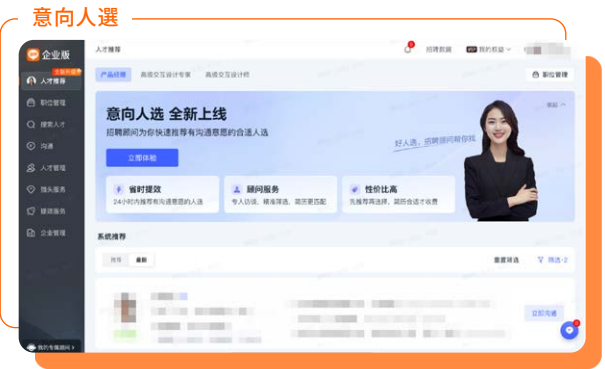 意向人選
企业版
人才推荐
招聘数据
我的权益
人才推荐
产品经理
高级交互设计专家
高级交互设计师
职位管理
职位管理
搜索人才
沟通
人才管理
猎头服务
增效服务
企业管理
我的专属顾问 >
意向人选 全新上线
招聘顾问为你快速推荐有沟通意愿的合适人选
立即体验
好人选，招聘顾问帮你找
省时提效
24小时内推荐有沟通意愿的人选
顾问服务
专人访谈，精准筛选，简历更匹配
性价比高
先推荐再选择，简历合适才收费
系统推荐
推荐
最新
重置筛选
筛选·2
立即沟通